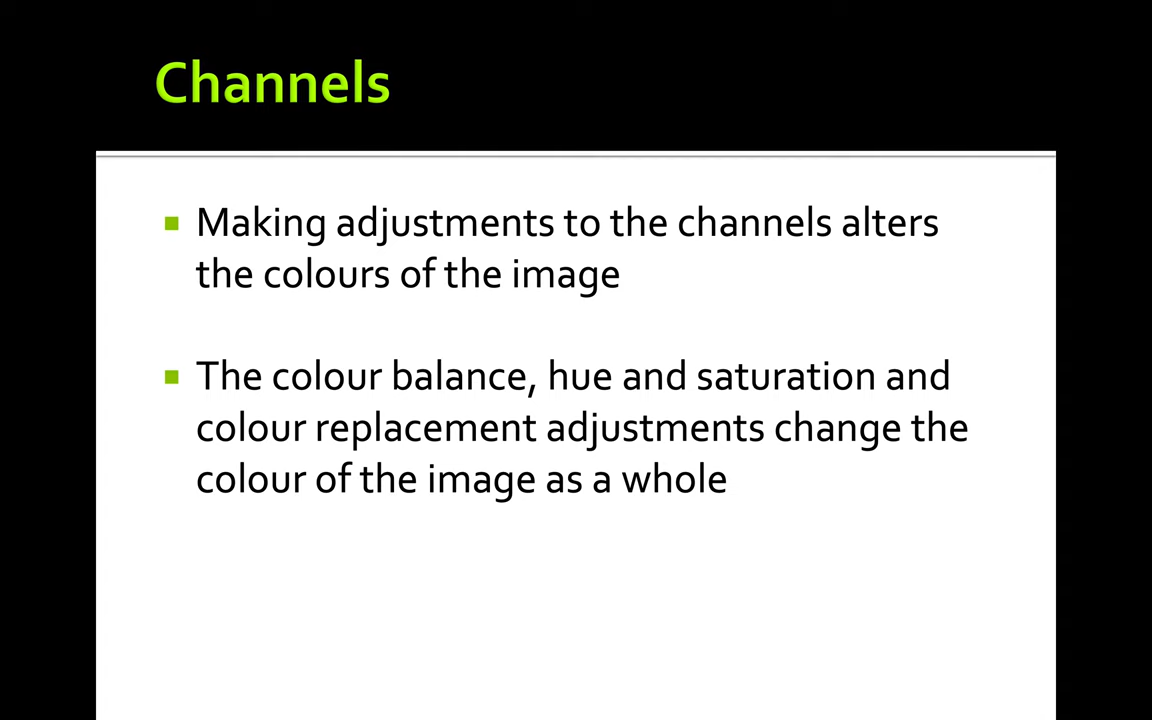 Channels
Making adjustments to the channels alters
the colours of the image
The colour balance, hue and saturation and
colour replacement adjustments change the
colour of the image as a whole